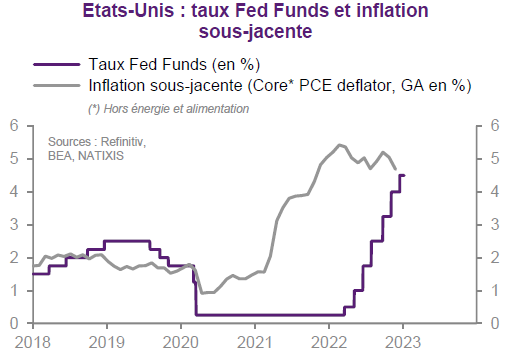 Etats-Unis : taux Fed Funds et inflation
sous-jacente
Taux Fed Funds (en %)
Inflation sous-jacente (Core* PCE deflator, GA en %)
(*) Hors énergie et alimentation
6 6
Sources : Refinitiv,
BEA, NATIXIS
5 5
4 4
3 3
2 2
1 1
0 0
2018 2019 2020 2021 2022 2023